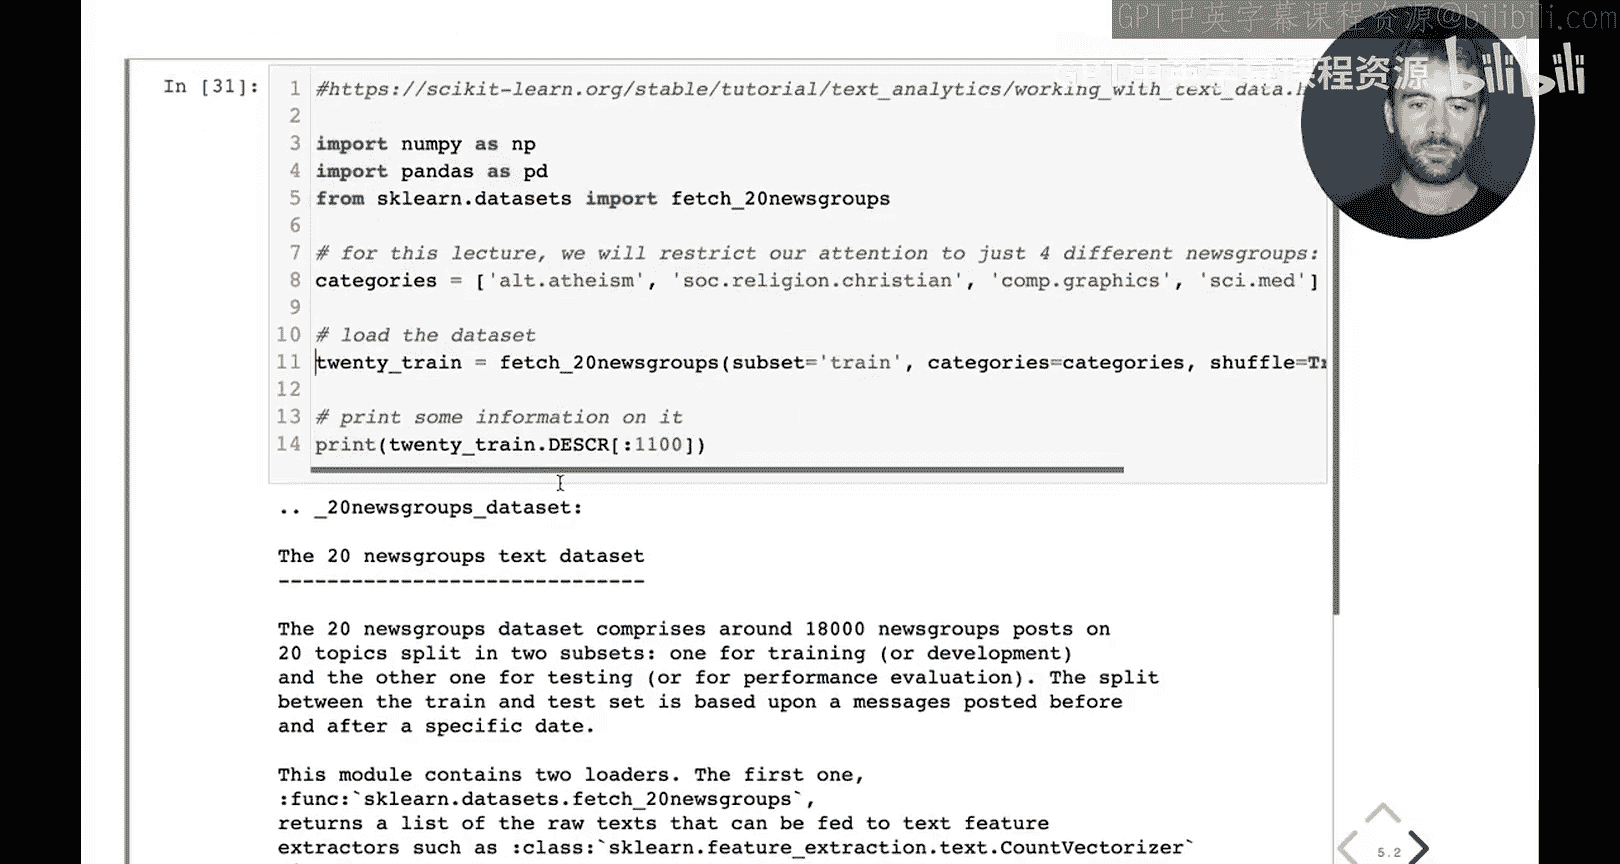 GPT中英字幕课程资源@bilibili.com
课程资源 bilibili
In [31]:
1 #https://scikit-learn.org/stable/tutorial/text_analytics/working_with_text_data.h
2
3 import numpy as np
4 import pandas as pd
5 from sklearn.datasets import fetch_20newsgroups
6
7 # for this lecture, we will restrict our attention to just 4 different newsgroups:
8 categories = ['alt.atheism', 'soc.religion.christian', 'comp.graphics', 'sci.med']
9
10 # load the dataset
11 twenty_train = fetch_20newsgroups(subset='train', categories=categories, shuffle=Tr
12
13 # print some information on it
14 print(twenty_train.DESCR[:1100])
.. _20newsgroups_dataset:
The 20 newsgroups text dataset
------------------------------
The 20 newsgroups dataset comprises around 18000 newsgroups posts on
20 topics split in two subsets: one for training (or development)
and the other one for testing (or for performance evaluation). The split
between the train and test set is based upon a messages posted before
and after a specific date.
This module contains two loaders. The first one,
:func:`sklearn.datasets.fetch_20newsgroups`,
returns a list of the raw texts that can be fed to text feature
extractors such as :class:`sklearn.feature_extraction.text.CountVectorizer`
5.2